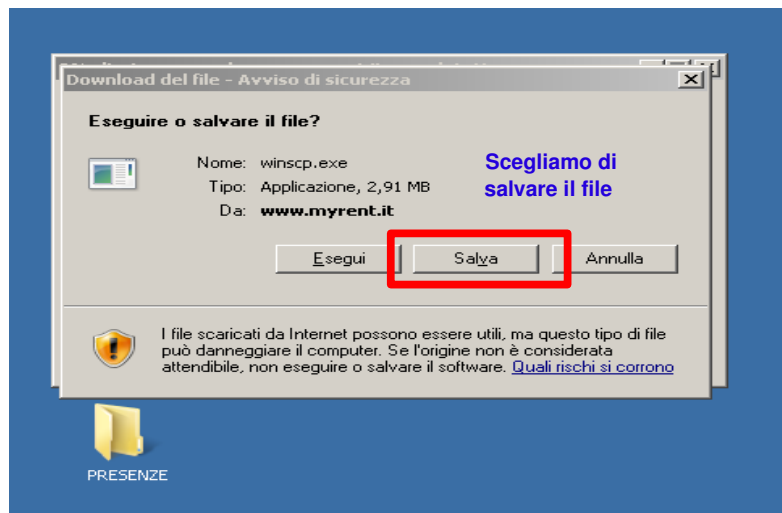 Download del file - Avviso di sicurezza
Eseguire o salvare il file?
Nome: winscp.exe
Tipo: Applicazione, 2,91 MB
Da: www.myrent.it
Scegliamo di
salvare il file
Esegui
Salva
Annulla
I file scaricati da Internet possono essere utili, ma questo tipo di file
può danneggiare il computer. Se l'origine non è considerata
attendibile, non eseguire o salvare il software. Quali rischi si corrono
PRESENZE